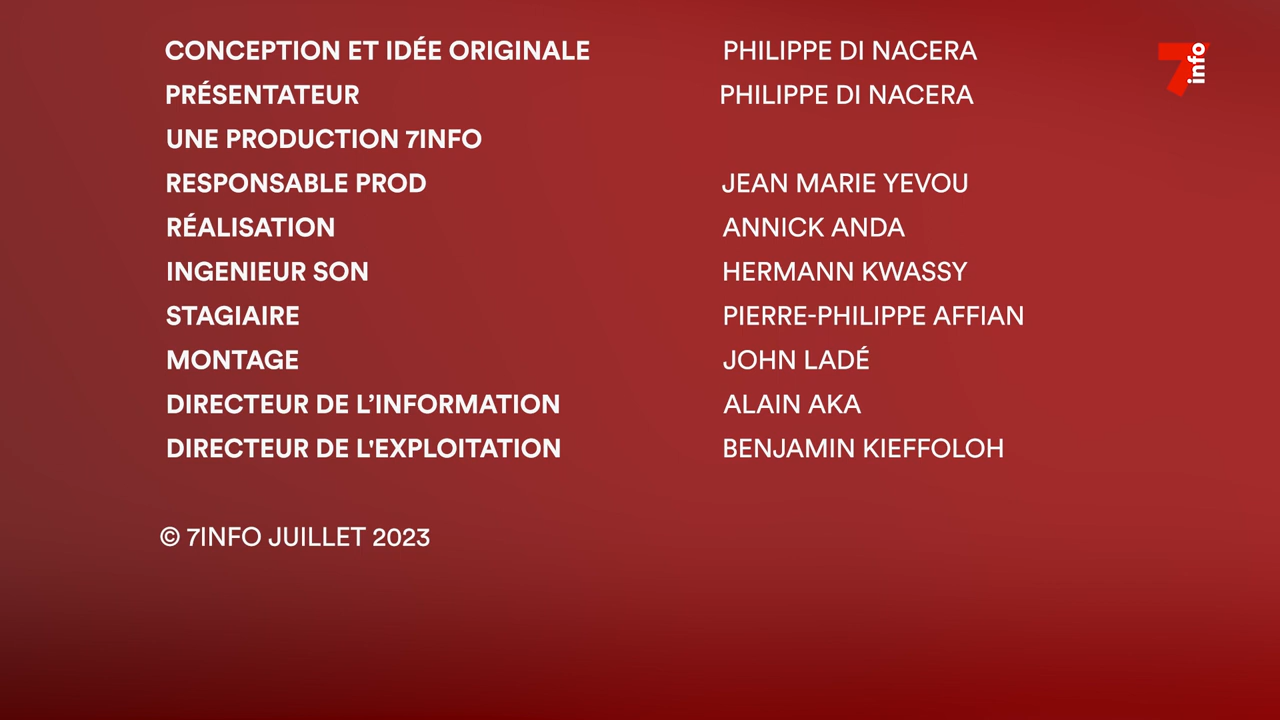 CONCEPTION ET IDÉE ORIGINALE PHILIPPE DI NACERA
PRÉSENTATEUR PHILIPPE DI NACERA
UNE PRODUCTION 7INFO
RESPONSABLE PROD JEAN MARIE YEVOU
RÉALISATION ANNICK ANDA
INGENIEUR SON HERMANN KWASSY
STAGIAIRE PIERRE-PHILIPPE AFFIAN
MONTAGE JOHN LADÉ
DIRECTEUR DE L’INFORMATION ALAIN AKA
DIRECTEUR DE L'EXPLOITATION BENJAMIN KIEFFOLOH
© 7INFO JUILLET 2023
7info